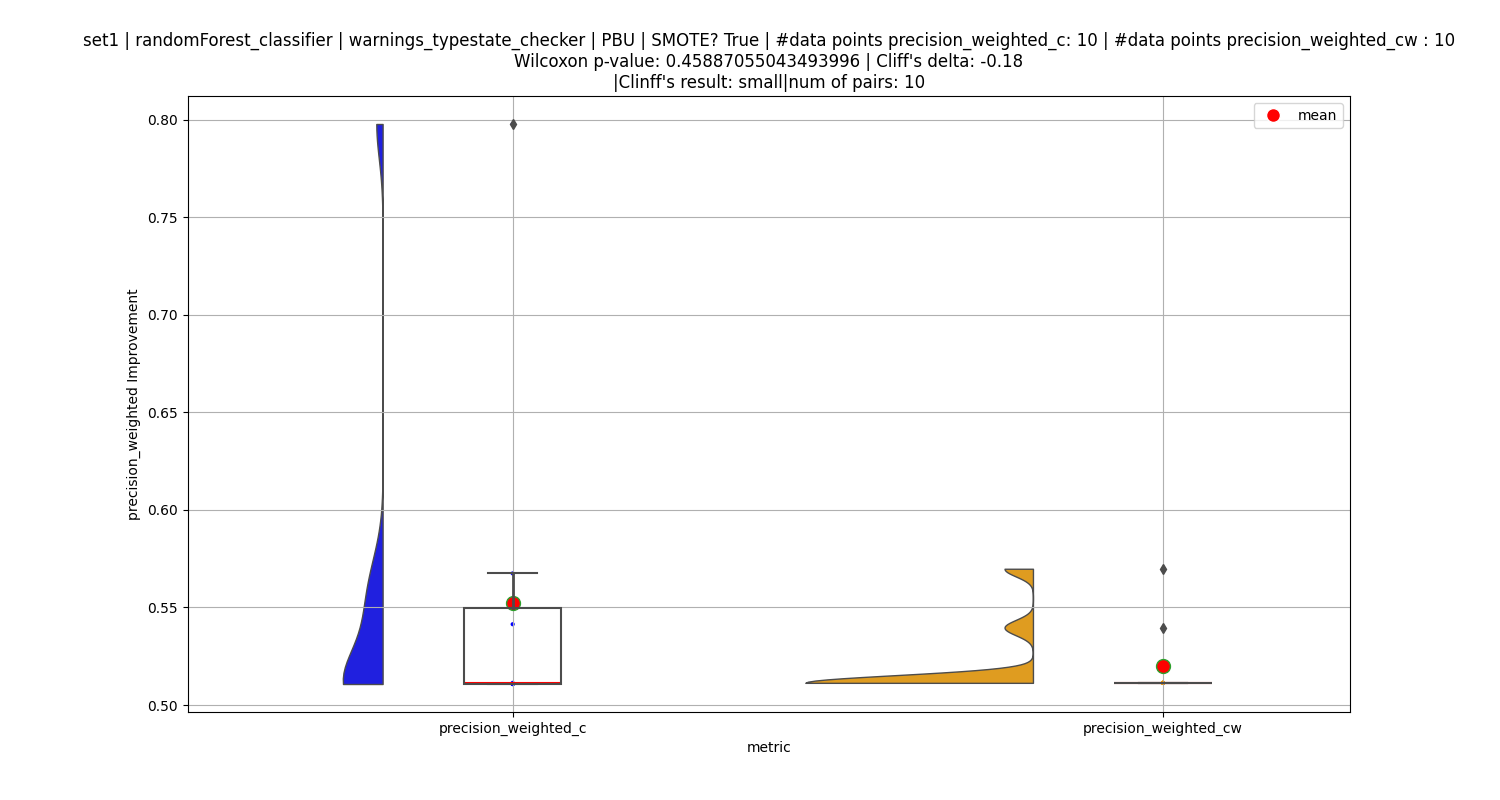 set1 | randomForest_classifier | warnings_typestate_checker | PBU | SMOTE? True | #data points precision_weighted_c: 10 | #data points precision_weighted_cw : 10
Wilcoxon p-value: 0.45887055043493996 | Cliff's delta: -0.18
|Clinff's result: small|num of pairs: 10
mean
0.80
0.75
0.70
0.65
0.60
0.55
0.50
precision_weighted Improvement
precision_weighted_c
precision_weighted_cw
metric